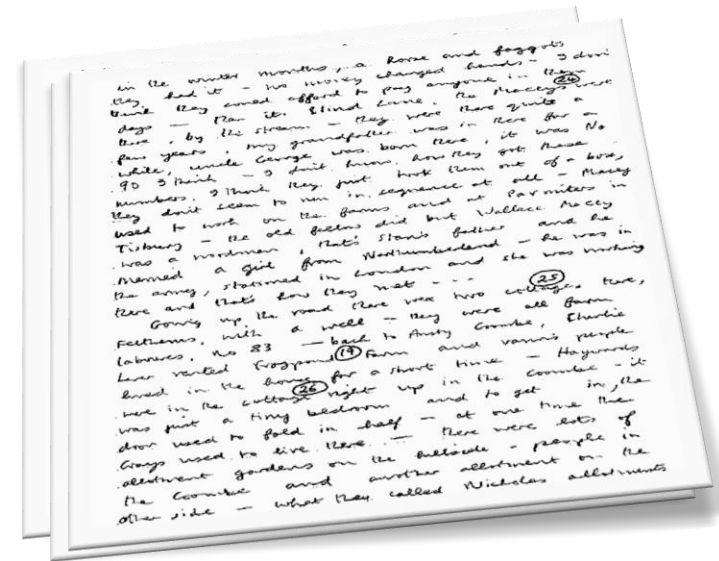 in the winter months, a horse and faggots
they had it - no money changed hands - I don't
think they could afford to pay anyone in them (24)
days - then it's Blind Lane, the Maceys were
there, by the stream - they were there quite a
few years, my grandfather was in there for a
while, uncle George was born there, it was No
90 I think - I don't know how they got these
numbers, I think they just took them out of a box,
they don't seem to run in sequence at all - Macey
used to work on the farms and at Parmiters in
Tisbury - the old fellow did but Wallace Macey
was a woodman, that's Stan's father and he
married a girl from Northumberland - he was in
the army, stationed in London and she was working
there and that's how they met - - - (25)
Going up the road there were two cottages there,
Felthams, with a well - they were all farm
labourers, No 83 - back to Ansty Coombe, Charlie
Lever rented Frogpond (19) Farm and various people
lived in the house for a short time - Haywards
were in the cottage (26) right up in the Coombe - it
was just a tiny bedroom and to get in, the
door used to fold in half - at one time the
Grays used to live there - there were lots of
allotment gardens on the hillside - people in
the Coombe and another allotment on the
other side - what they called Nicholas allotments